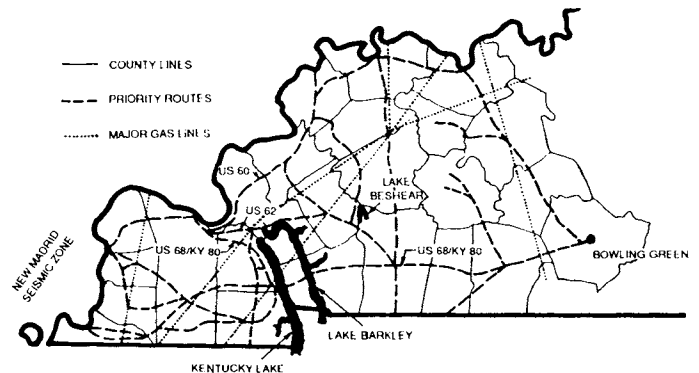 COUNTY LINES
PRIORITY ROUTES
MAJOR GAS LINES
US 60
LAKE
BESHEAR
US 62
US 68/KY 80
US 68/KY 80
BOWLING GREEN
NEW MADRID
SEISMIC ZONE
LAKE BARKLEY
KENTUCKY LAKE